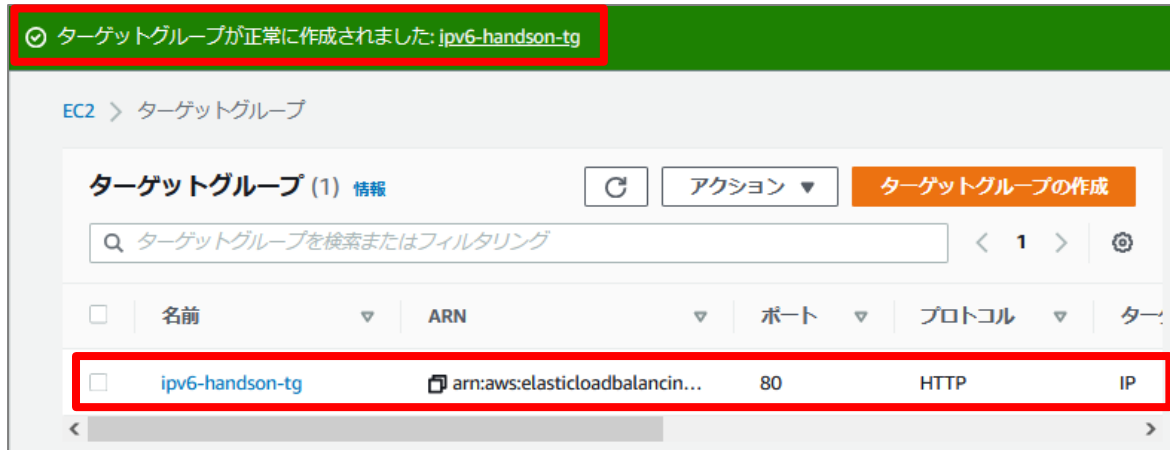 ターゲットグループが正常に作成されました: ipv6-handson-tg
EC2 > ターゲットグループ
ターゲットグループ (1) 情報 アクション ▼ ターゲットグループの作成
ターゲットグループを検索またはフィルタリング < 1 >
名前 ARN ポート プロトコル ター
ipv6-handson-tg arn:aws:elasticloadbalancin... 80 HTTP IP